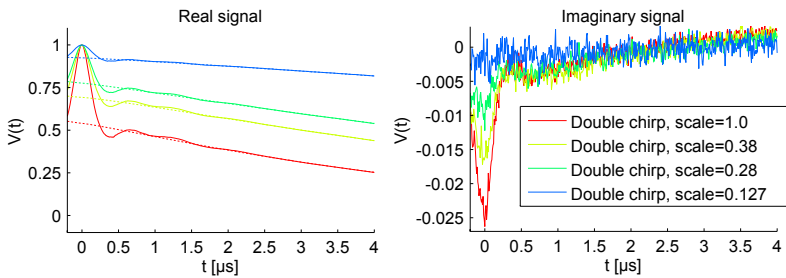 Real signal
V(t)
1
0.75
0.5
0.25
0
0 0.5 1 1.5 2 2.5 3 3.5 4
t [µs]
Imaginary signal
V(t)
0
-0.005
-0.01
-0.015
-0.02
-0.025
0 0.5 1 1.5 2 2.5 3 3.5 4
t [µs]
Double chirp, scale=1.0
Double chirp, scale=0.38
Double chirp, scale=0.28
Double chirp, scale=0.127